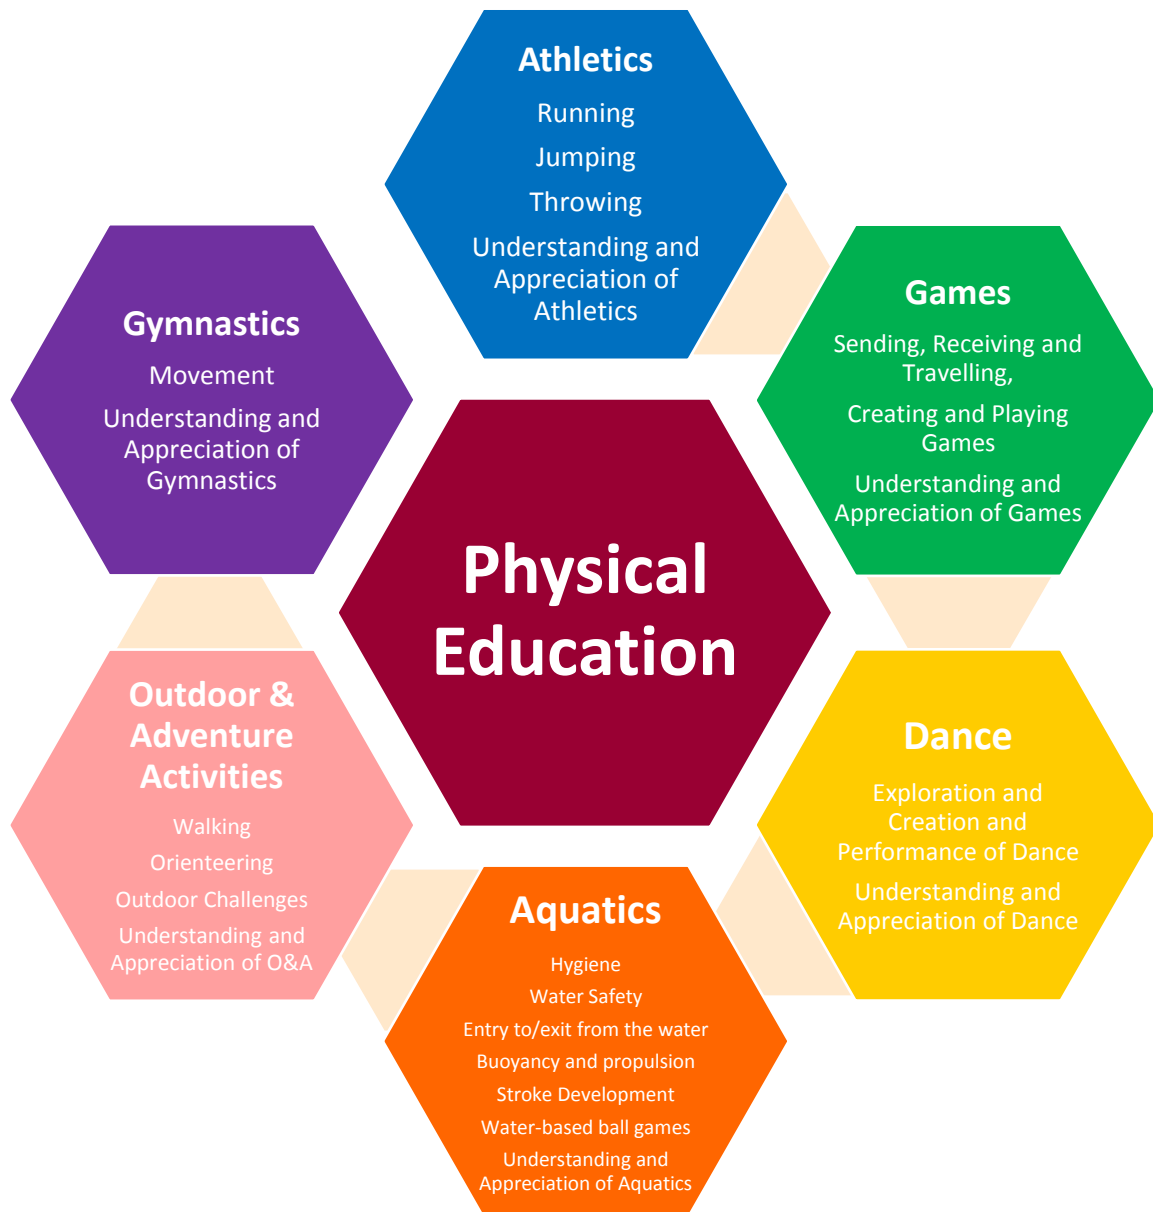 Athletics
Running
Jumping
Throwing
Understanding and
Appreciation of
Athletics
Games
Sending, Receiving and
Travelling,
Creating and Playing
Games
Understanding and
Appreciation of Games
Dance
Exploration and
Creation and
Performance of Dance
Understanding and
Appreciation of Dance
Aquatics
Hygiene
Water Safety
Entry to/exit from the water
Buoyancy and propulsion
Stroke Development
Water-based ball games
Understanding and
Appreciation of Aquatics
Outdoor &
Adventure
Activities
Walking
Orienteering
Outdoor Challenges
Understanding and
Appreciation of O&A
Gymnastics
Movement
Understanding and
Appreciation of
Gymnastics
Physical
Education